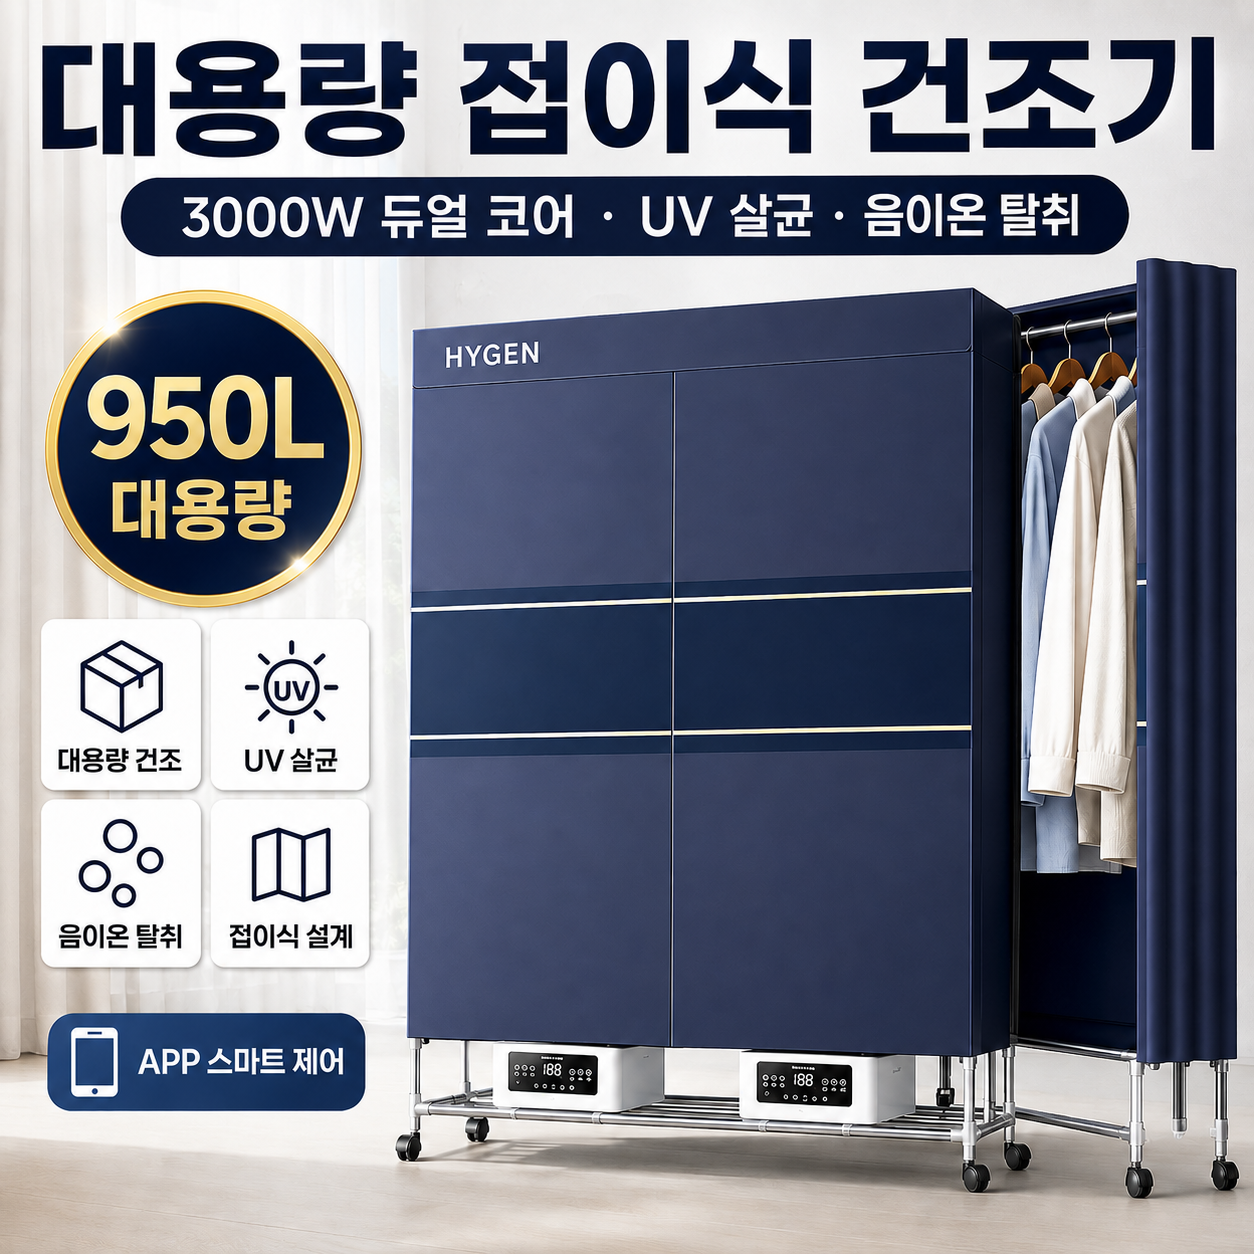 대용량 접이식 건조기
3000W 듀얼 코어 · UV 살균 · 음이온 탈취
HYGEN
950L
대용량
대용량 건조
UV
UV 살균
음이온 탈취
접이식 설계
APP 스마트 제어
188
188